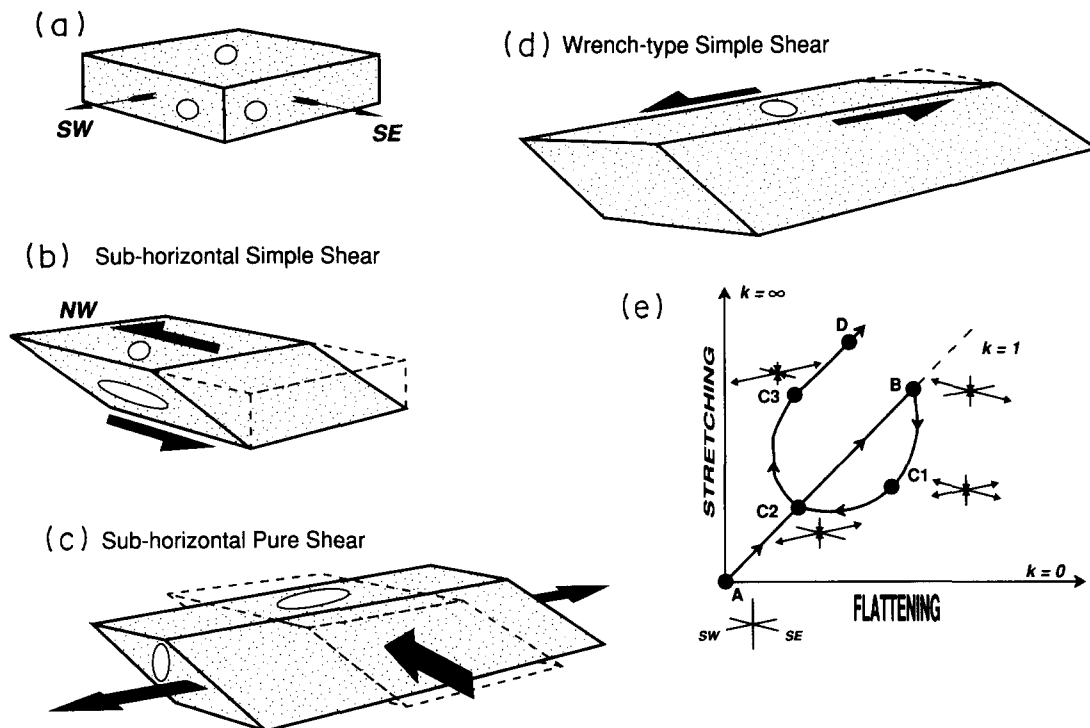 (a)
SW
SE
(b) Sub-horizontal Simple Shear
NW
(c) Sub-horizontal Pure Shear
(d) Wrench-type Simple Shear
(e)
k = ∞
D
k = 1
B
C3
C1
C2
STRETCHING
A
k = 0
FLATTENING
SW
SE